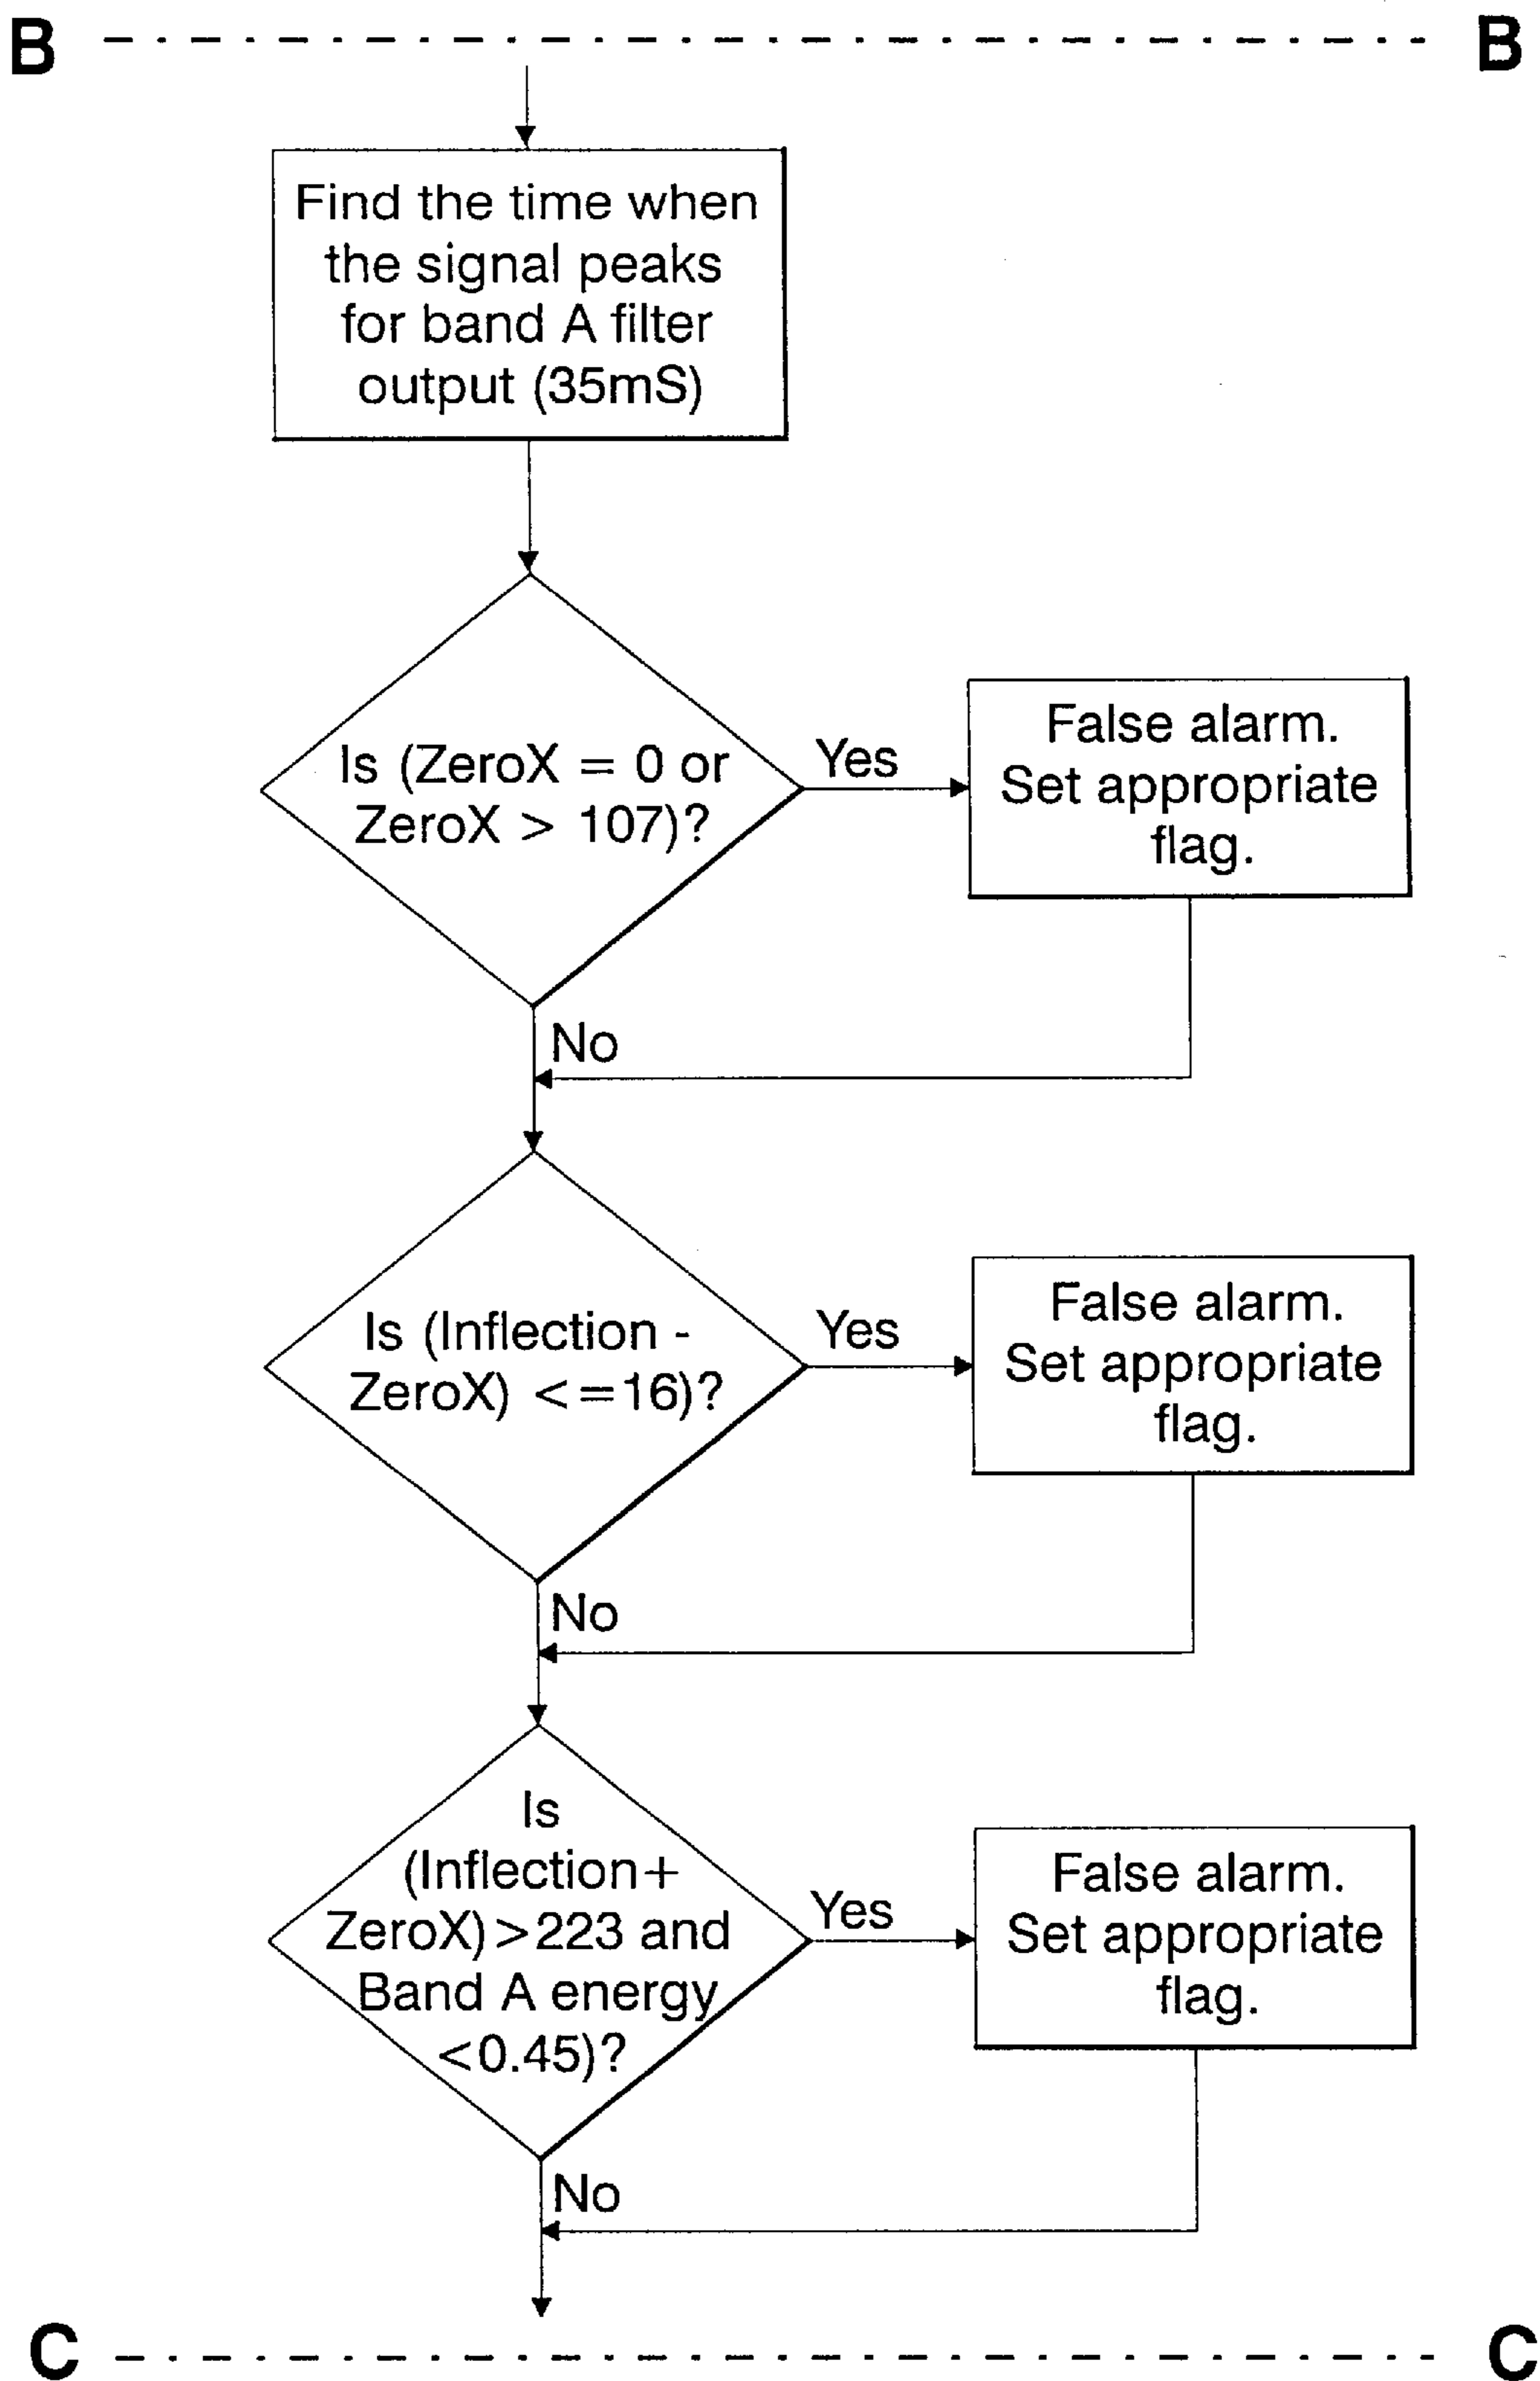 B B
Find the time when
the signal peaks
for band A filter
output (35mS)
Is (ZeroX = 0 or
ZeroX > 107)?
Yes
False alarm.
Set appropriate
flag.
No
Is (Inflection -
ZeroX) <=16)?
Yes
False alarm.
Set appropriate
flag.
No
Is
(Inflection+
ZeroX)>223 and
Band A energy
<0.45)?
Yes
False alarm.
Set appropriate
flag.
No
C C